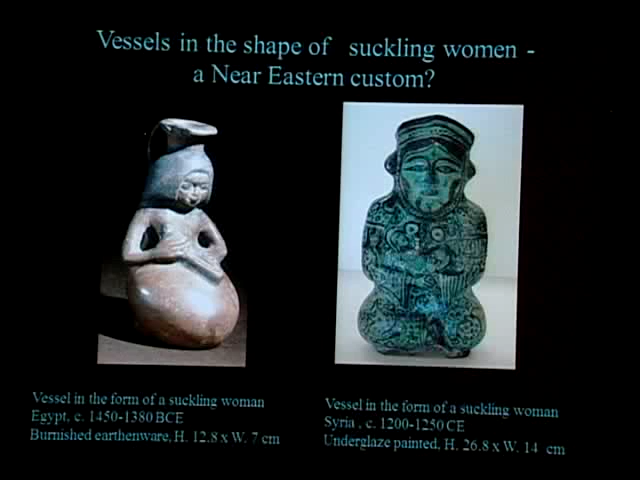 Vessels in the shape of suckling women -
a Near Eastern custom?
Vessel in the form of a suckling woman
Egypt, c. 1450-1380 BCE
Burnished earthenware, H. 12.8 x W. 7 cm
Vessel in the form of a suckling woman
Syria , c. 1200-1250 CE
Underglaze painted, H. 26.8 x W. 14 cm